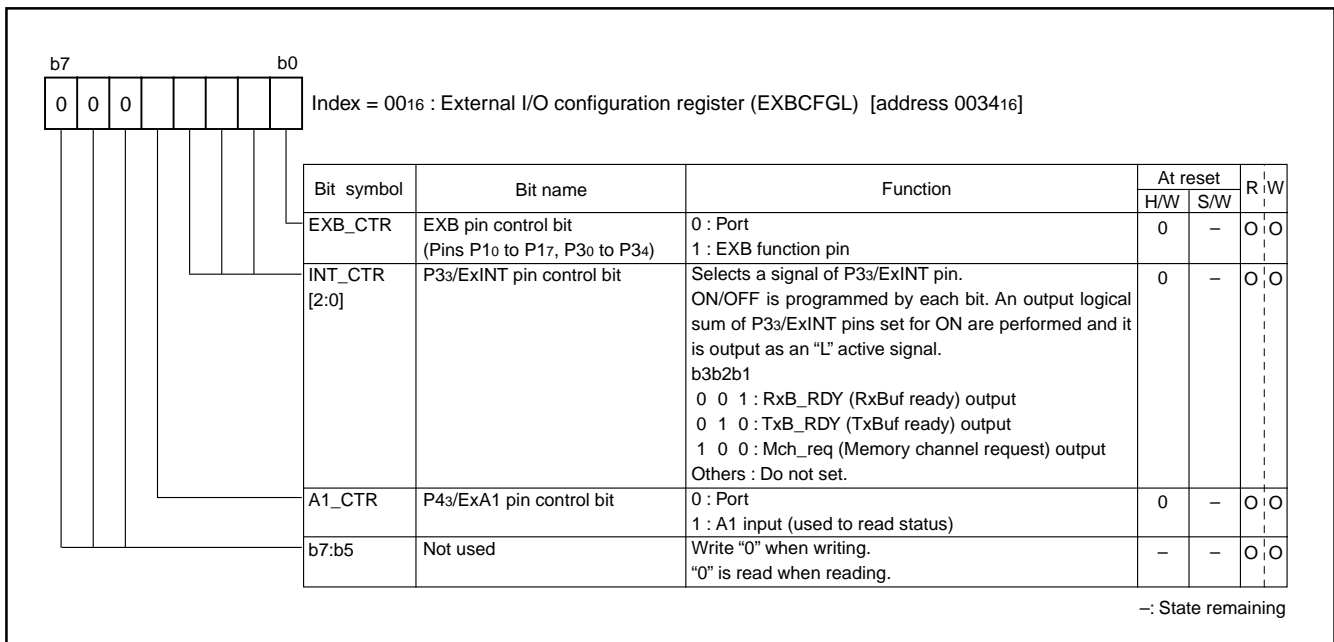 b7 b0
0 0 0 Index = 0016 : External I/O configuration register (EXBCFGL) [address 003416]
Bit symbol Bit name Function At reset R W
H/W S/W
EXB_CTR EXB pin control bit 0 : Port 0 – O O
(Pins P10 to P17, P30 to P34) 1 : EXB function pin
INT_CTR P33/ExINT pin control bit Selects a signal of P33/ExINT pin. 0 – O O
[2:0] ON/OFF is programmed by each bit. An output logical
sum of P33/ExINT pins set for ON are performed and it
is output as an “L” active signal.
b3b2b1
0 0 1 : RxB_RDY (RxBuf ready) output
0 1 0 : TxB_RDY (TxBuf ready) output
1 0 0 : Mch_req (Memory channel request) output
Others : Do not set.
A1_CTR P43/ExA1 pin control bit 0 : Port 0 – O O
1 : A1 input (used to read status)
b7:b5 Not used Write “0” when writing. – – O O
“0” is read when reading.
–: State remaining